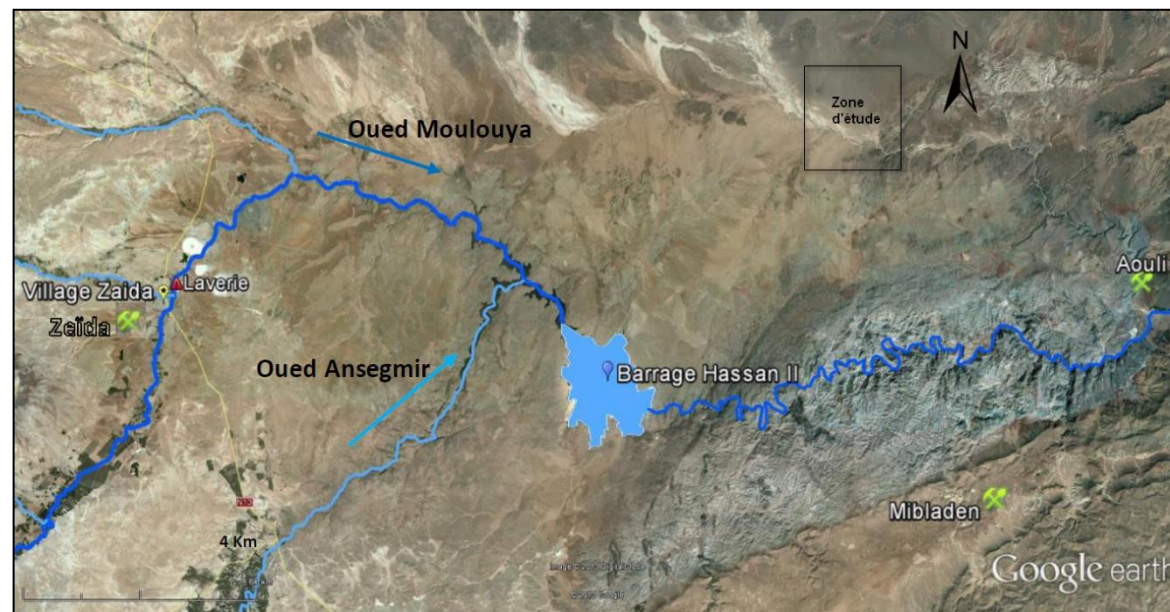 N
Zone
d'étude
Oued Moulouya
Aouli
Laverie
Village Zaida
Zeïda
Oued Ansegmir
Barrage Hassan II
Mibladen
4 Km
Google earth